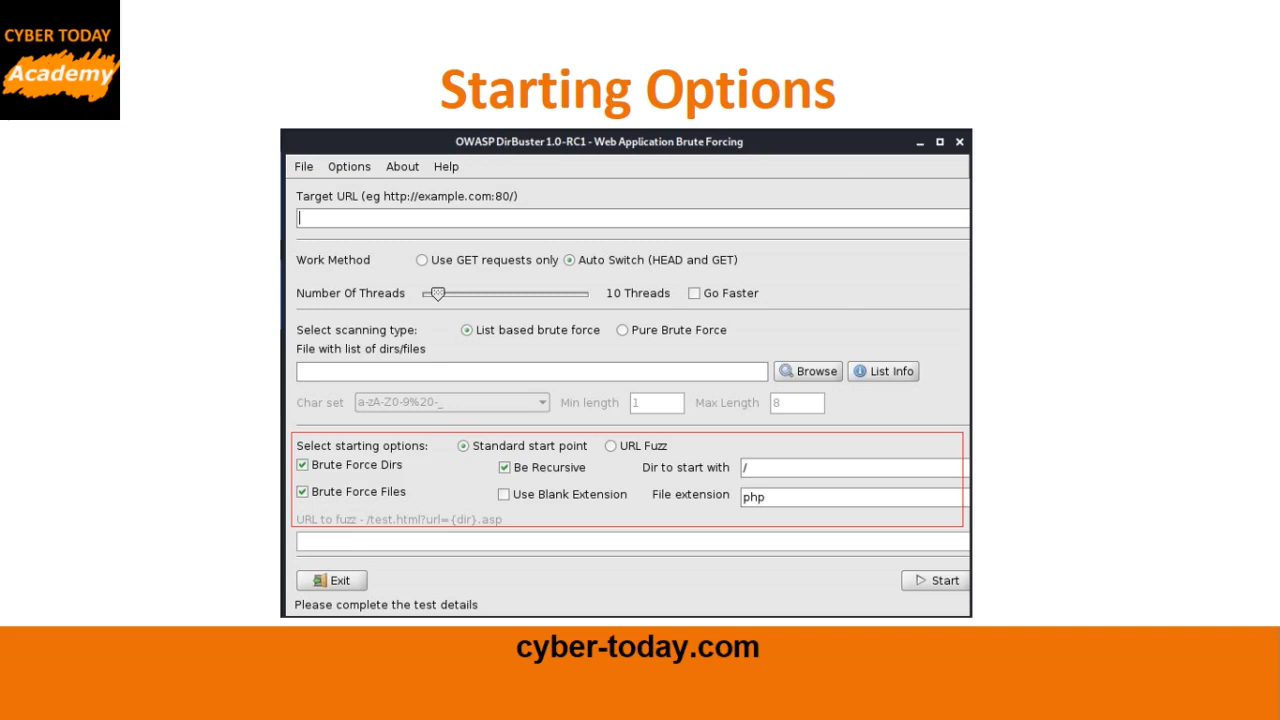 CYBER TODAY
Academy
Starting Options
OWASP DirBuster 1.0-RC1 - Web Application Brute Forcing
File Options About Help
Target URL (eg http://example.com:80/)
Work Method Use GET requests only Auto Switch (HEAD and GET)
Number Of Threads 10 Threads Go Faster
Select scanning type: List based brute force Pure Brute Force
File with list of dirs/files
Browse List Info
Char set a-zA-Z0-9%20-_ Min length 1 Max Length 8
Select starting options: Standard start point URL Fuzz
Brute Force Dirs Be Recursive Dir to start with /
Brute Force Files Use Blank Extension File extension php
URL to fuzz - /test.html?url={dir}.asp
Exit Start
Please complete the test details
cyber-today.com